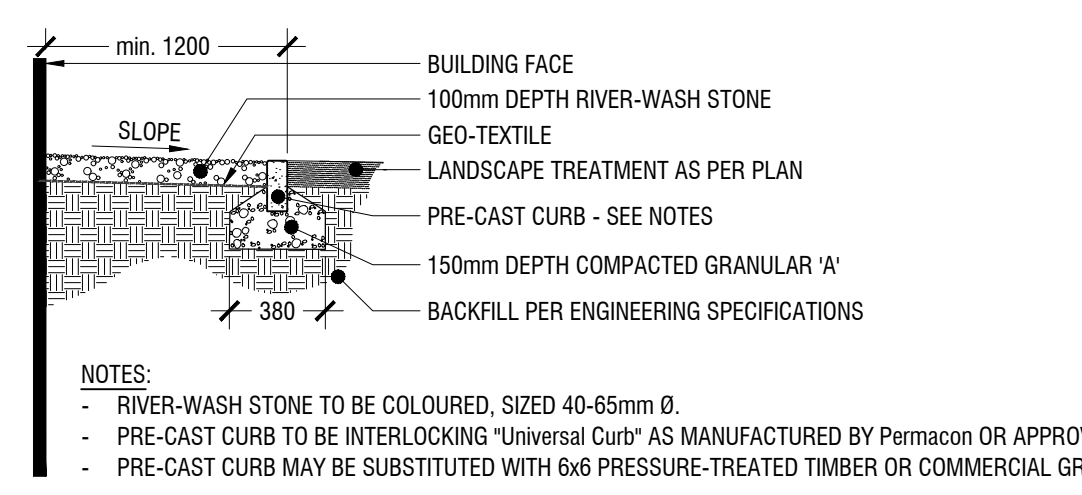 min. 1200
BUILDING FACE
100mm DEPTH RIVER-WASH STONE
SLOPE
GEO-TEXTILE
LANDSCAPE TREATMENT AS PER PLAN
PRE-CAST CURB - SEE NOTES
150mm DEPTH COMPACTED GRANULAR 'A'
380
BACKFILL PER ENGINEERING SPECIFICATIONS
NOTES:
- RIVER-WASH STONE TO BE COLOURED, SIZED 40-65mm Ø.
- PRE-CAST CURB TO BE INTERLOCKING "Universal Curb" AS MANUFACTURED BY Permacon OR
- PRE-CAST CURB MAY BE SUBSTITUTED WITH 6x6 PRESSURE-TREATED TIMBER OR COMMERCIAL